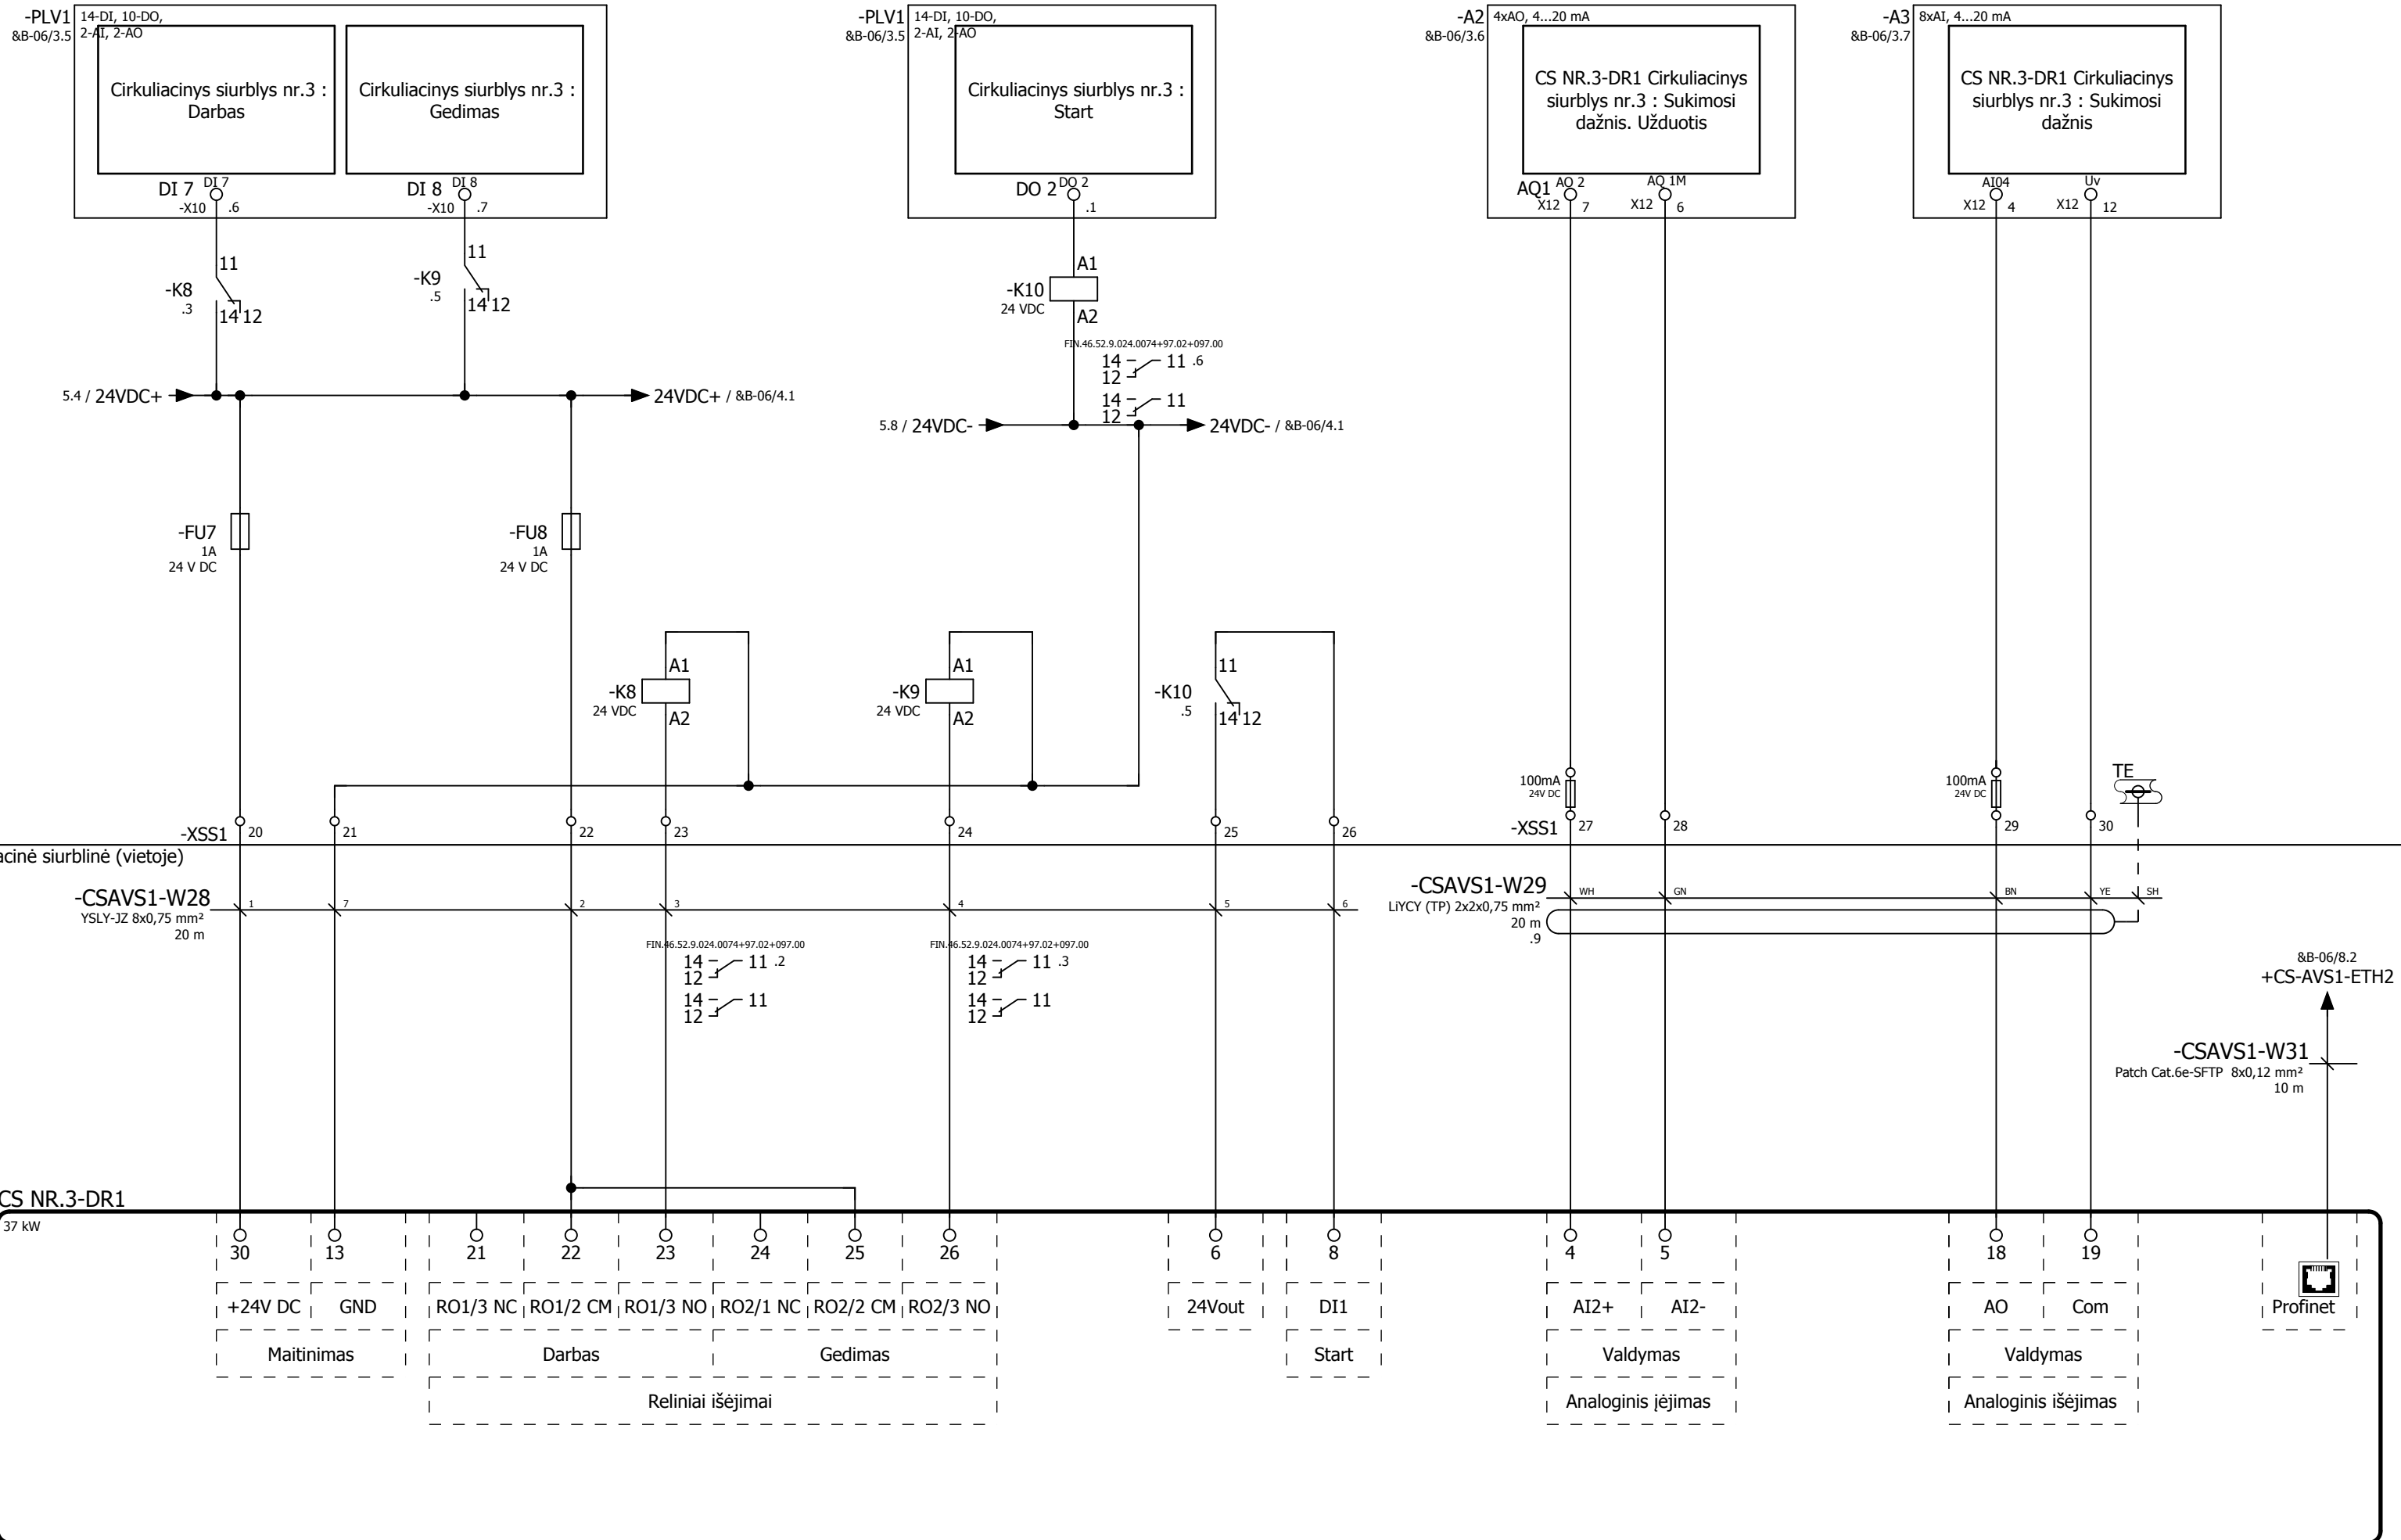 -PLV1
&B-06/3.5
14-DI, 10-DO,
2-AI, 2-AO
Cirkuliacinys siurblys nr.3 :
Darbas
Cirkuliacinys siurblys nr.3 :
Gedimas
DI 7
DI 7
-X10
.6
DI 8
DI 8
-X10
.7
-PLV1
&B-06/3.5
14-DI, 10-DO,
2-AI, 2-AO
Cirkuliacinys siurblys nr.3 :
Start
DO 2
DO 2
.1
-A2
&B-06/3.6
4xAO, 4...20 mA
CS NR.3-DR1 Cirkuliacinys
siurblys nr.3 : Sukimosi
dažnis. Užduotis
AQ1
AO 2
X12
7
AO 1M
X12
6
-A3
&B-06/3.7
8xAI, 4...20 mA
CS NR.3-DR1 Cirkuliacinys
siurblys nr.3 : Sukimosi
dažnis
AI04
X12
4
Uv
X12
12
11
-K8
.3
14 12
11
-K9
.5
14 12
A1
-K10
24 VDC
A2
FIN.46.52.9.024.0074+97.02+097.00
14
11
.6
12
14
11
12
5.4 / 24VDC+
24VDC+ / &B-06/4.1
5.8 / 24VDC-
24VDC- / &B-06/4.1
-FU7
1A
24 V DC
-FU8
1A
24 V DC
A1
-K8
24 VDC
A2
A1
-K9
24 VDC
A2
11
-K10
.5
14 12
100mA
24V DC
100mA
24V DC
TE
-XSS1
20
21
22
23
24
25
26
-XSS1
27
28
29
30
acinė siurblinė (vietoje)
-CSAVS1-W28
YSLY-JZ 8x0,75 mm²
20 m
1
7
2
3
4
5
6
-CSAVS1-W29
LiYCY (TP) 2x2x0,75 mm²
20 m
.9
WH
GN
BN
YE
SH
FIN.46.52.9.024.0074+97.02+097.00
14
11
.2
12
14
11
12
FIN.46.52.9.024.0074+97.02+097.00
14
11
.3
12
14
11
12
&B-06/8.2
+CS-AVS1-ETH2
-CSAVS1-W31
Patch Cat.6e-SFTP 8x0,12 mm²
10 m
CS NR.3-DR1
37 kW
30
13
21
22
23
24
25
26
6
8
4
5
18
19
+24V DC
GND
RO1/3 NC
RO1/2 CM
RO1/3 NO
RO2/1 NC
RO2/2 CM
RO2/3 NO
24Vout
DI1
AI2+
AI2-
AO
Com
Profinet
Maitinimas
Darbas
Gedimas
Start
Valdymas
Valdymas
Reliniai išėjimai
Analoginis įėjimas
Analoginis išėjimas